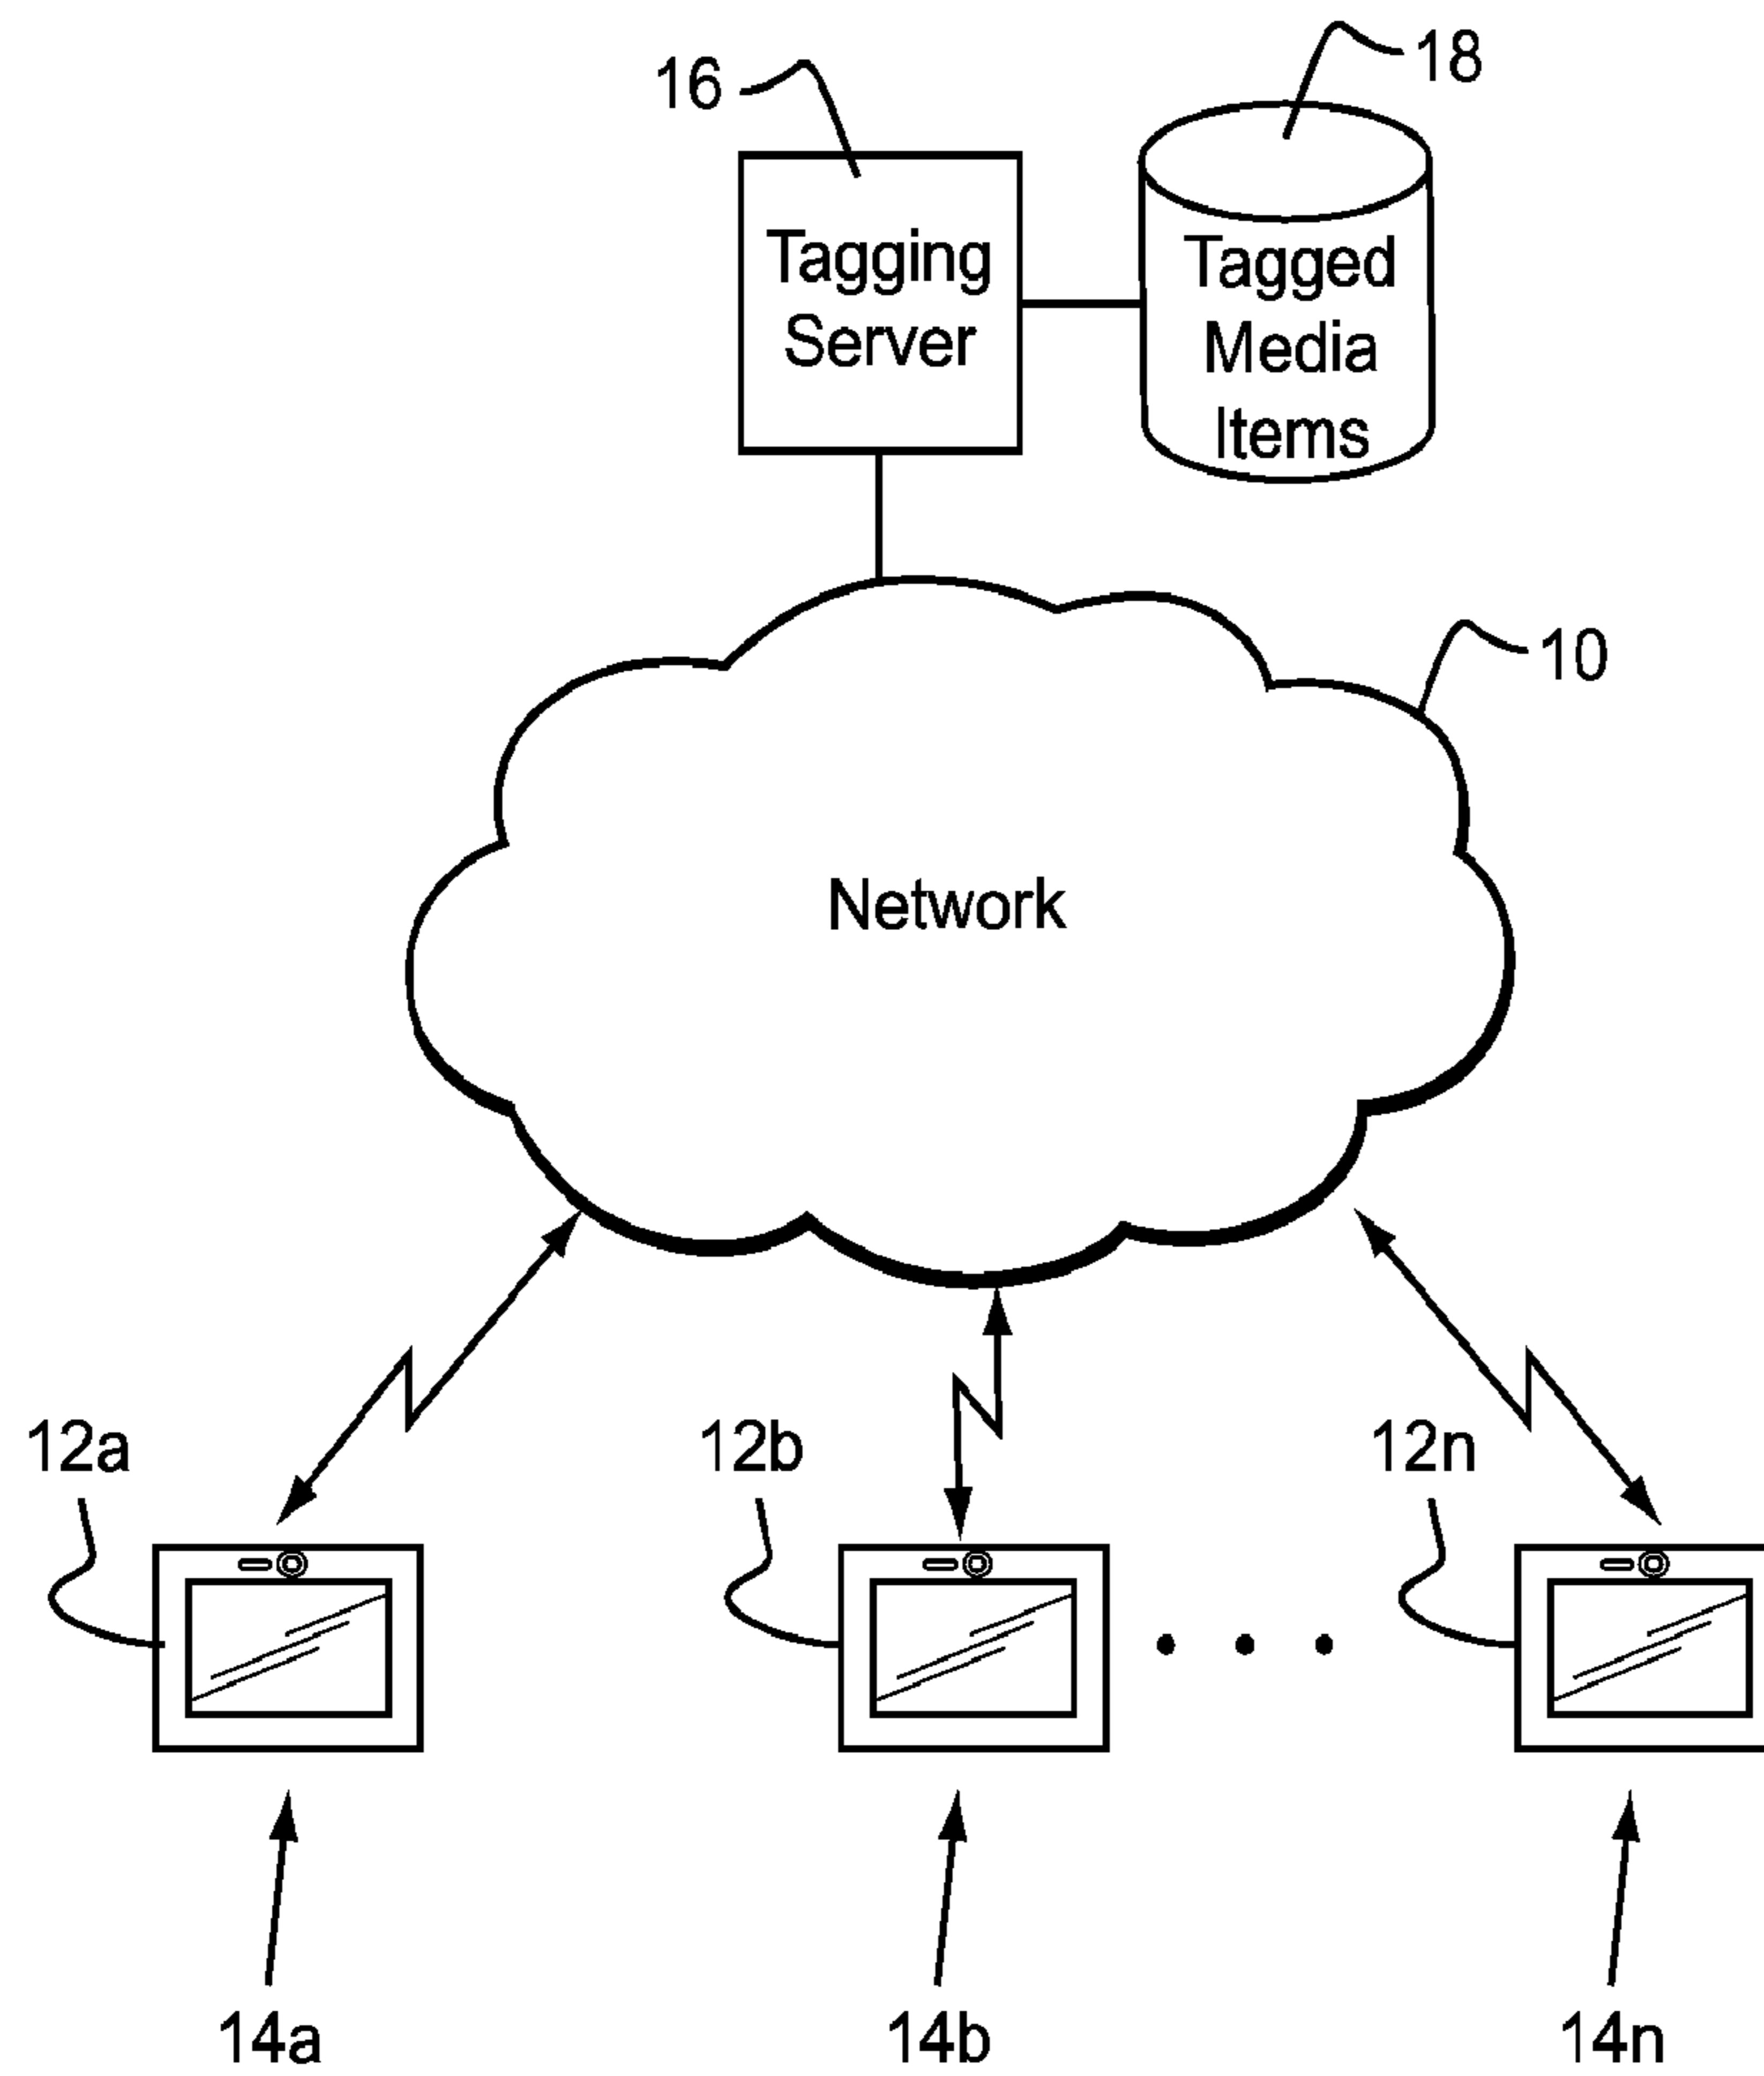 18
16
Tagging
Server
Tagged
Media
Items
10
Network
12a
12b
12n
14a
14b
14n